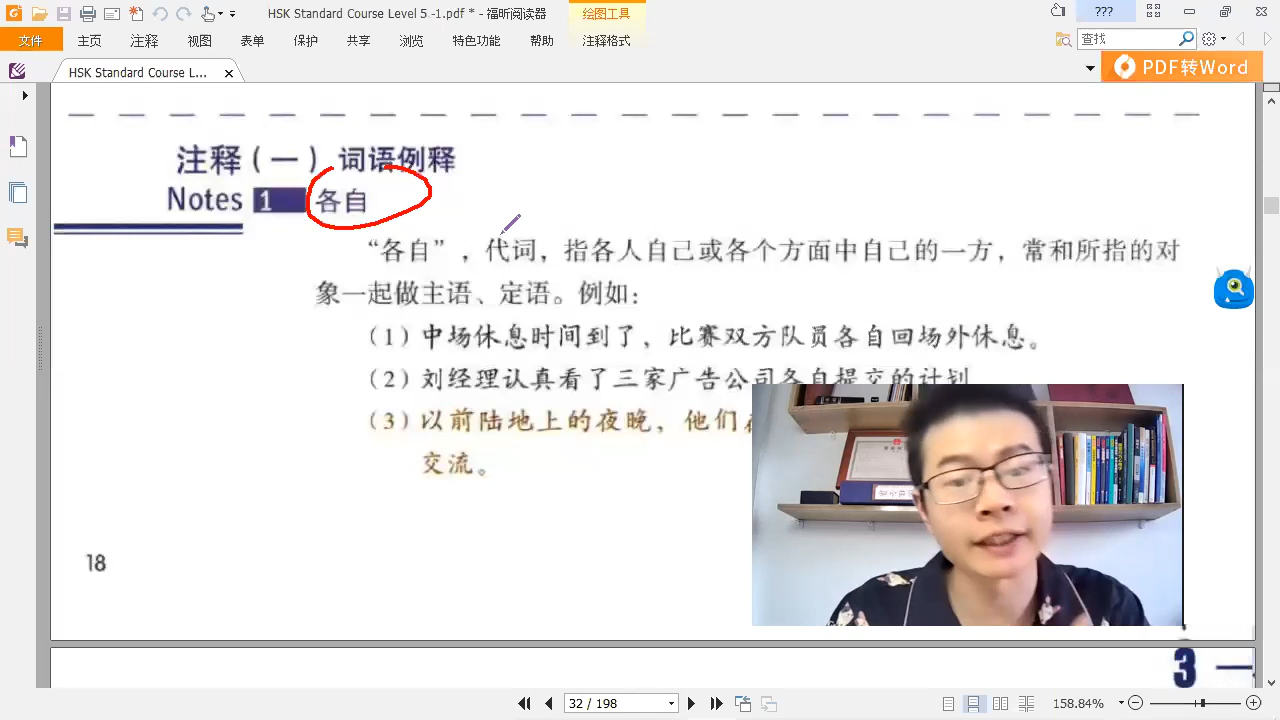 HSK Standard Course Level 5 -1.pdf * - 福昕阅读器
绘图工具
???
文件 主页 注释 视图 表单 保护 共享 浏览 特色功能 帮助 注释格式
查找
HSK Standard Course L...
PDF转Word
注释（一）词语例释
Notes 1 各自
“各自”，代词，指各人自己或各个方面中自己的一方，常和所指的对
象一起做主语、定语。例如：
（1）中场休息时间到了，比赛双方队员各自回场外休息。
（2）刘经理认真看了三家广告公司各自提交的计划
（3）以前陆地上的夜晚，他们
交流。
18
3
32 / 198
158.84%